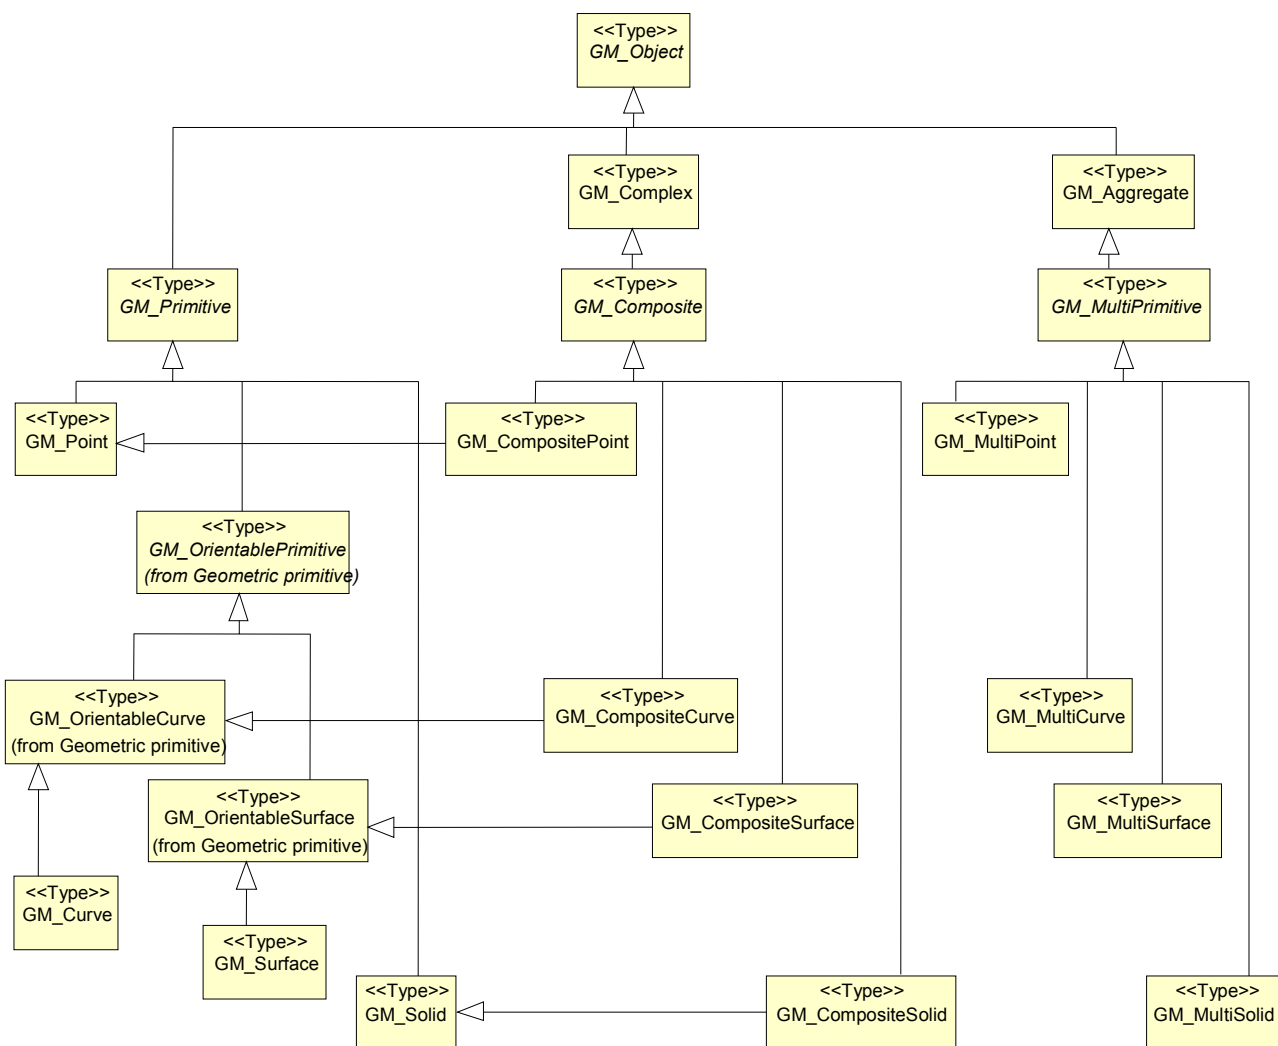 <<Type>>
GM_Object
<<Type>>
GM_Complex
<<Type>>
GM_Aggregate
<<Type>>
GM_Primitive
<<Type>>
GM_Composite
<<Type>>
GM_MultiPrimitive
<<Type>>
GM_Point
<<Type>>
GM_CompositePoint
<<Type>>
GM_MultiPoint
<<Type>>
GM_OrientablePrimitive
(from Geometric primitive)
<<Type>>
GM_OrientableCurve
(from Geometric primitive)
<<Type>>
GM_CompositeCurve
<<Type>>
GM_MultiCurve
<<Type>>
GM_OrientableSurface
(from Geometric primitive)
<<Type>>
GM_CompositeSurface
<<Type>>
GM_MultiSurface
<<Type>>
GM_Curve
<<Type>>
GM_Surface
<<Type>>
GM_Solid
<<Type>>
GM_CompositeSolid
<<Type>>
GM_MultiSolid